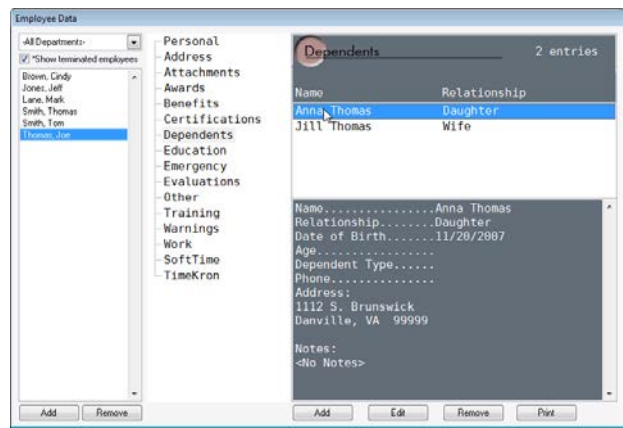 Employee Data
-All Departments-
*Show terminated employees
Brown, Cindy
Jones, Jeff
Lane, Mark
Smith, Thomas
Smith, Tom
Thomas, Joe
Add
Remove
Personal
Address
Attachments
Awards
Benefits
Certifications
Dependents
Education
Emergency
Evaluations
Other
Training
Warnings
Work
SoftTime
TimeKron
Dependents 2 entries
Name Relationship
Anna Thomas Daughter
Jill Thomas Wife
Name................Anna Thomas
Relationship........Daughter
Date of Birth.......11/20/2007
Age.................
Dependent Type......
Phone...............
Address:
1112 S. Brunswick
Danville, VA 99999
Notes:
<No Notes>
Add Edit Remove Print